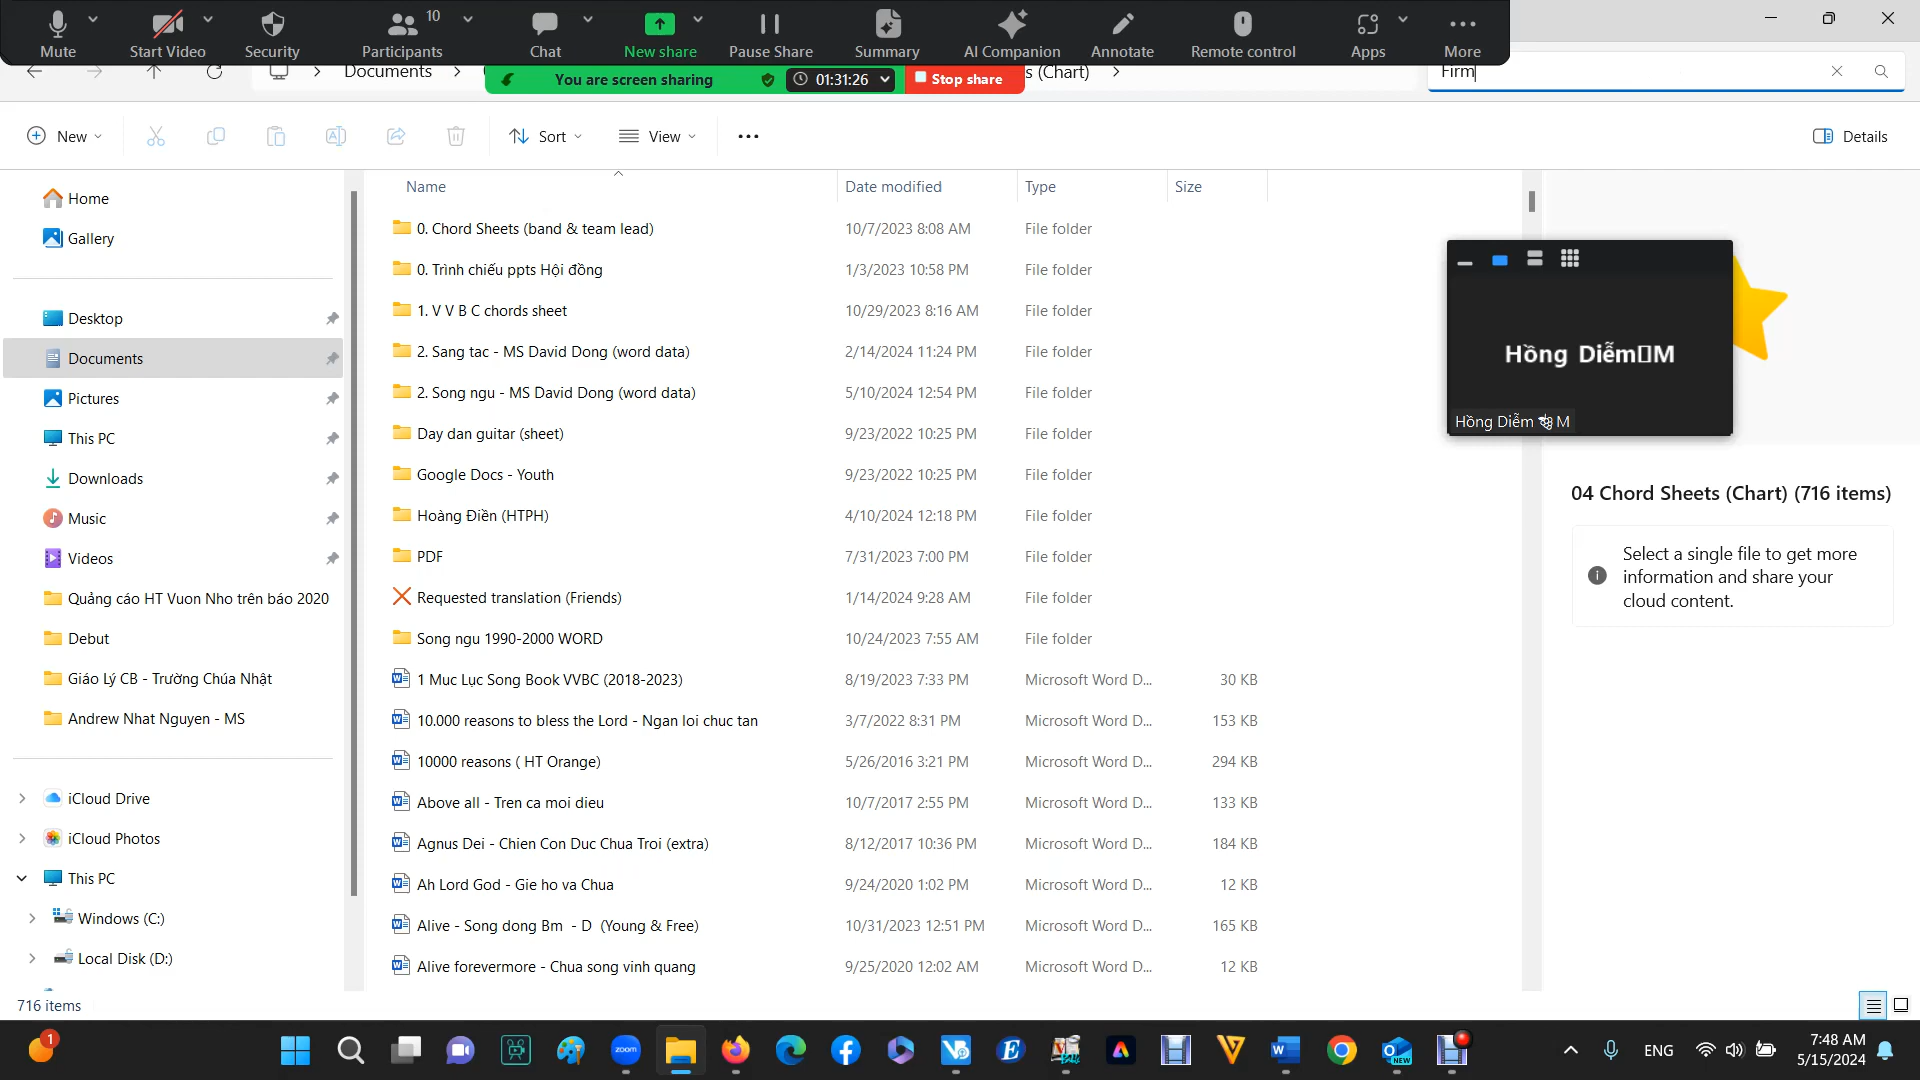 Mute
Start Video
Security
Participants 10
Chat
New share
Pause Share
Summary
AI Companion
Annotate
Remote control
Apps
More
Documents
You are screen sharing
01:31:26
Stop share
s (Chart)
Firm
New
Sort
View
Details
Home
Gallery
Desktop
Documents
Pictures
This PC
Downloads
Music
Videos
Quảng cáo HT Vuon Nho trên báo 2020
Debut
Giáo Lý CB - Trường Chúa Nhật
Andrew Nhat Nguyen - MS
iCloud Drive
iCloud Photos
This PC
Windows (C:)
Local Disk (D:)
Name Date modified Type Size
0. Chord Sheets (band & team lead) 10/7/2023 8:08 AM File folder
0. Trình chiếu ppts Hội đồng 1/3/2023 10:58 PM File folder
1. V V B C chords sheet 10/29/2023 8:16 AM File folder
2. Sang tac - MS David Dong (word data) 2/14/2024 11:24 PM File folder
2. Song ngu - MS David Dong (word data) 5/10/2024 12:54 PM File folder
Day dan guitar (sheet) 9/23/2022 10:25 PM File folder
Google Docs - Youth 9/23/2022 10:25 PM File folder
Hoàng Điền (HTPH) 4/10/2024 12:18 PM File folder
PDF 7/31/2023 7:00 PM File folder
Requested translation (Friends) 1/14/2024 9:28 AM File folder
Song ngu 1990-2000 WORD 10/24/2023 7:55 AM File folder
1 Muc Lục Song Book VVBC (2018-2023) 8/19/2023 7:33 PM Microsoft Word D... 30 KB
10.000 reasons to bless the Lord - Ngan loi chuc tan 3/7/2022 8:31 PM Microsoft Word D... 153 KB
10000 reasons ( HT Orange) 5/26/2016 3:21 PM Microsoft Word D... 294 KB
Above all - Tren ca moi dieu 10/7/2017 2:55 PM Microsoft Word D... 133 KB
Agnus Dei - Chien Con Duc Chua Troi (extra) 8/12/2017 10:36 PM Microsoft Word D... 184 KB
Ah Lord God - Gie ho va Chua 9/24/2020 1:02 PM Microsoft Word D... 12 KB
Alive - Song dong Bm - D (Young & Free) 10/31/2023 12:51 PM Microsoft Word D... 165 KB
Alive forevermore - Chua song vinh quang 9/25/2020 12:02 AM Microsoft Word D... 12 KB
Hồng Diễm M
Hồng Diễm M
04 Chord Sheets (Chart) (716 items)
Select a single file to get more
information and share your
cloud content.
716 items
1
zoom
NEW
ENG
7:48 AM
5/15/2024